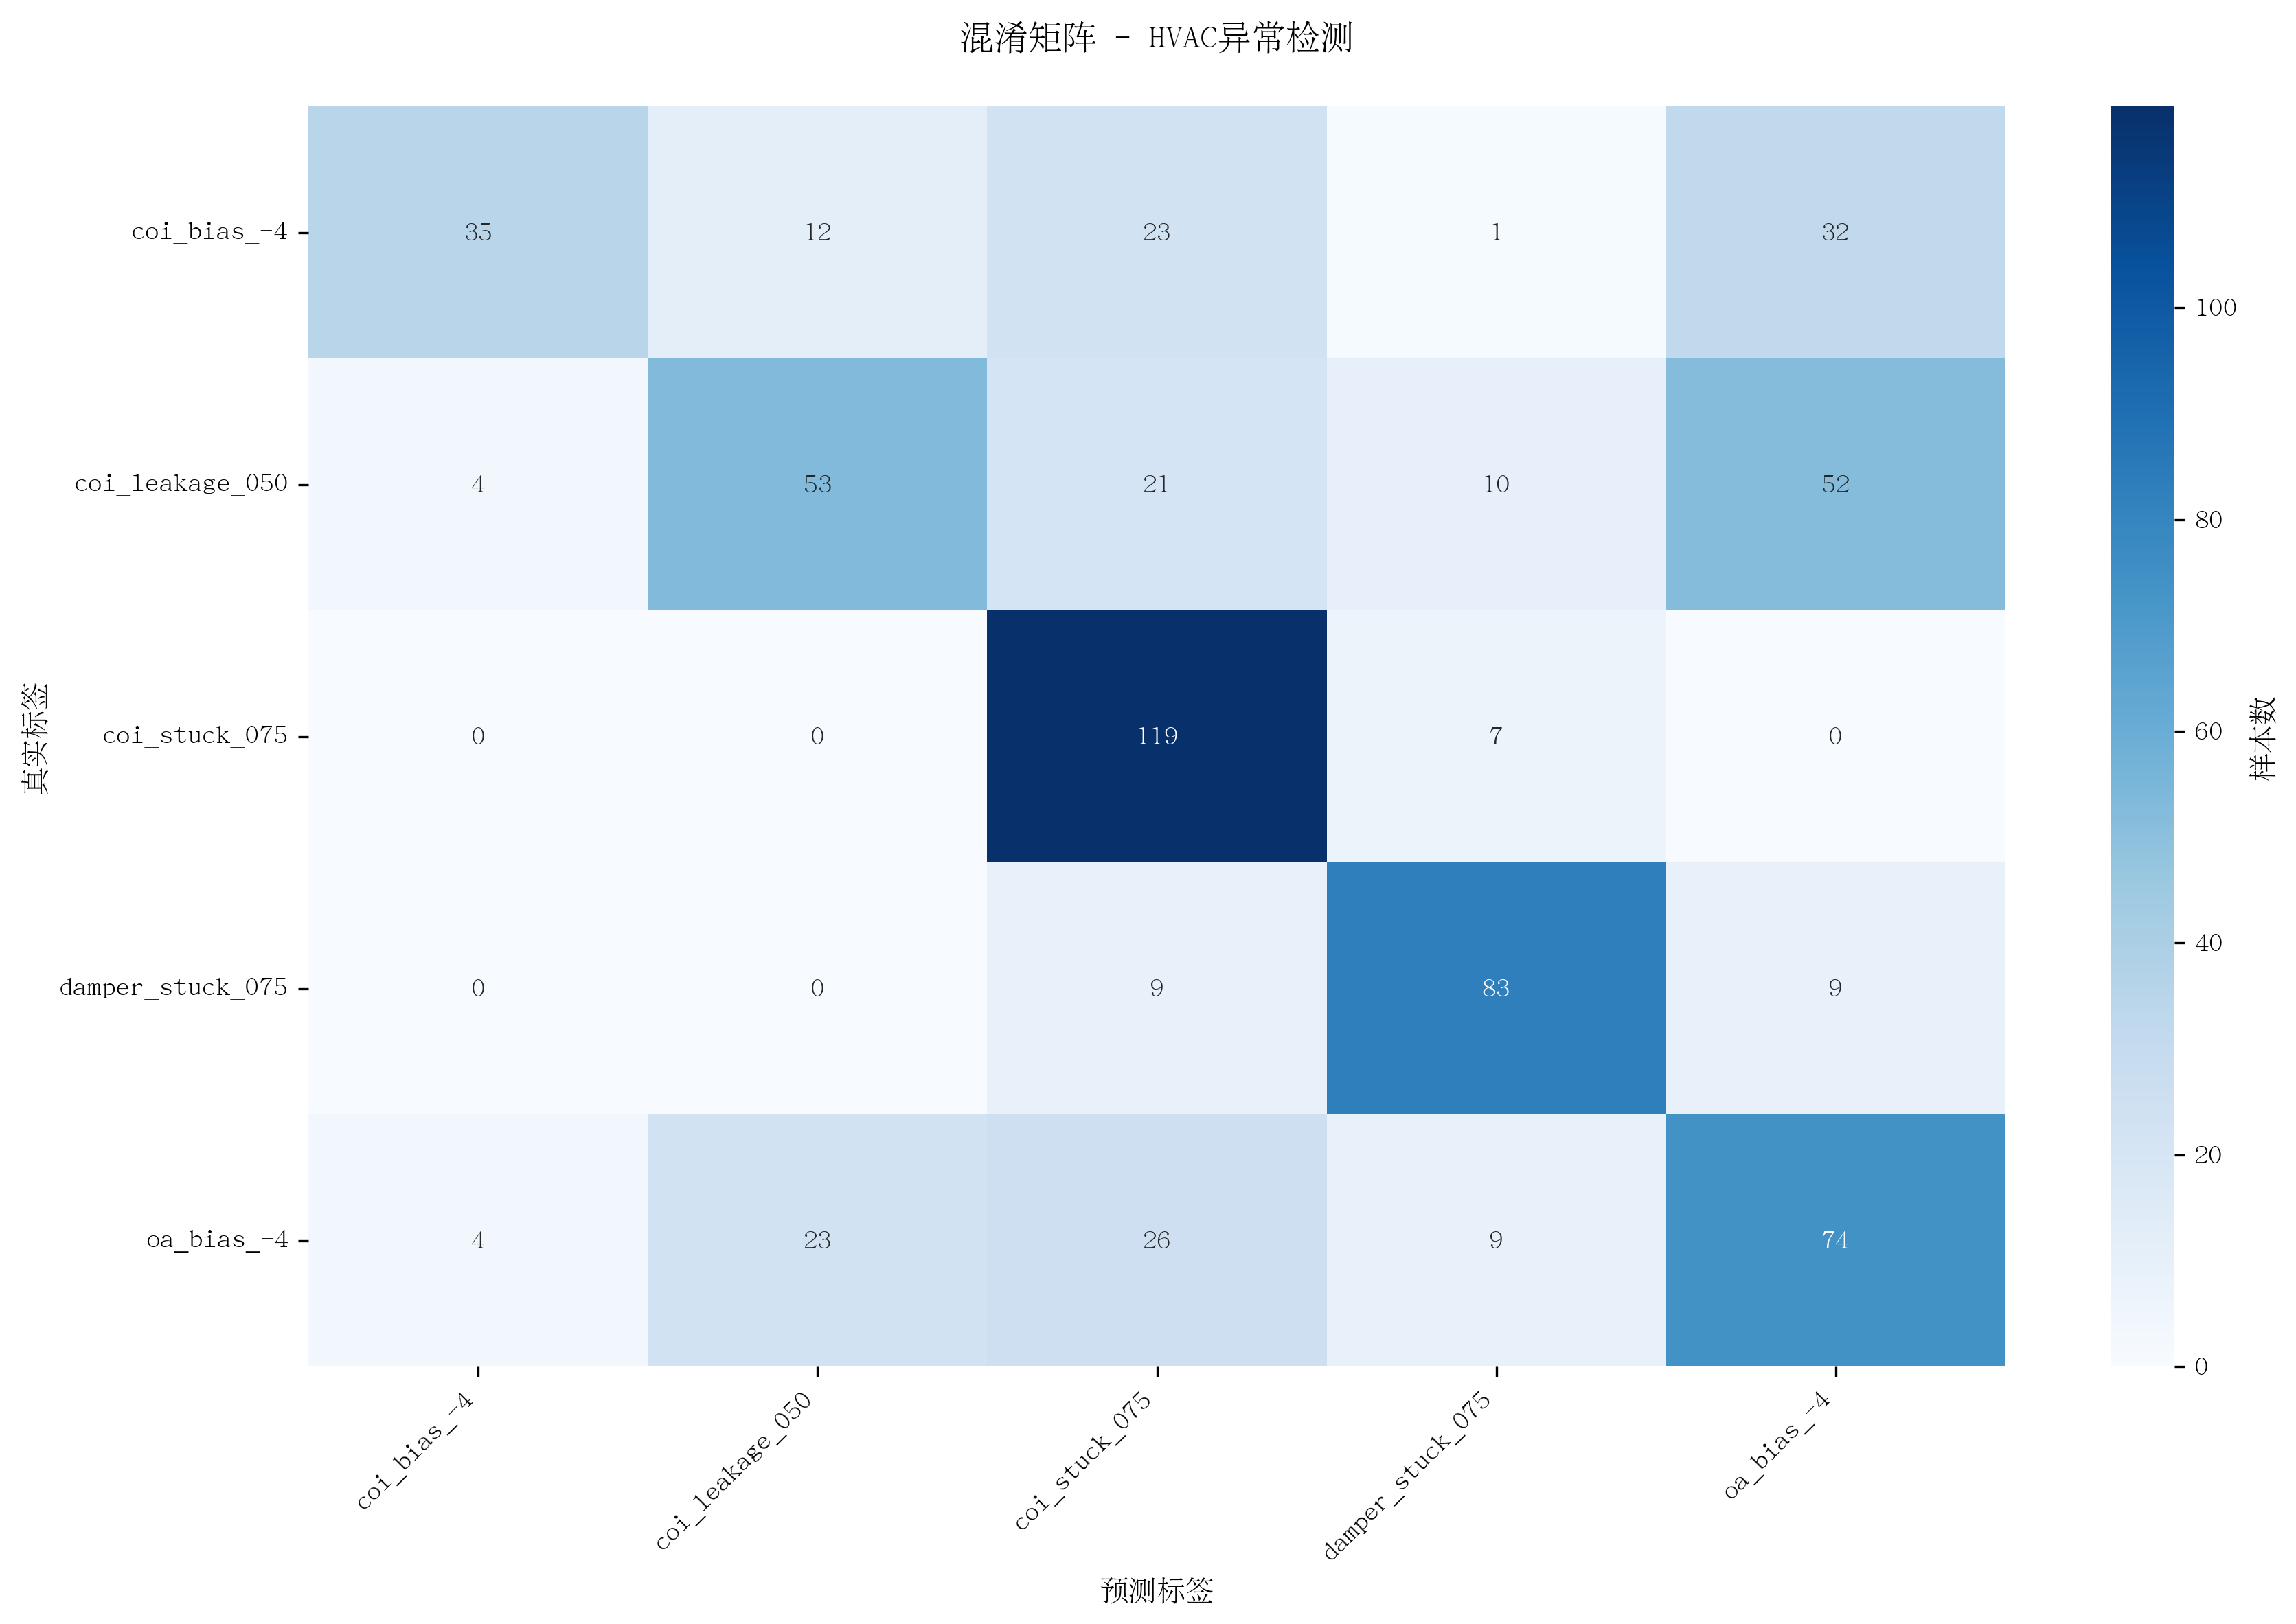 混淆矩阵 - HVAC异常检测
真实标签
coi_bias_-4
35 12 23 1 32
coi_leakage_050
4 53 21 10 52
coi_stuck_075
0 0 119 7 0
damper_stuck_075
0 0 9 83 9
oa_bias_-4
4 23 26 9 74
coi_bias_-4
coi_leakage_050
coi_stuck_075
damper_stuck_075
oa_bias_-4
预测标签
100
80
60
40
20
0
样本数